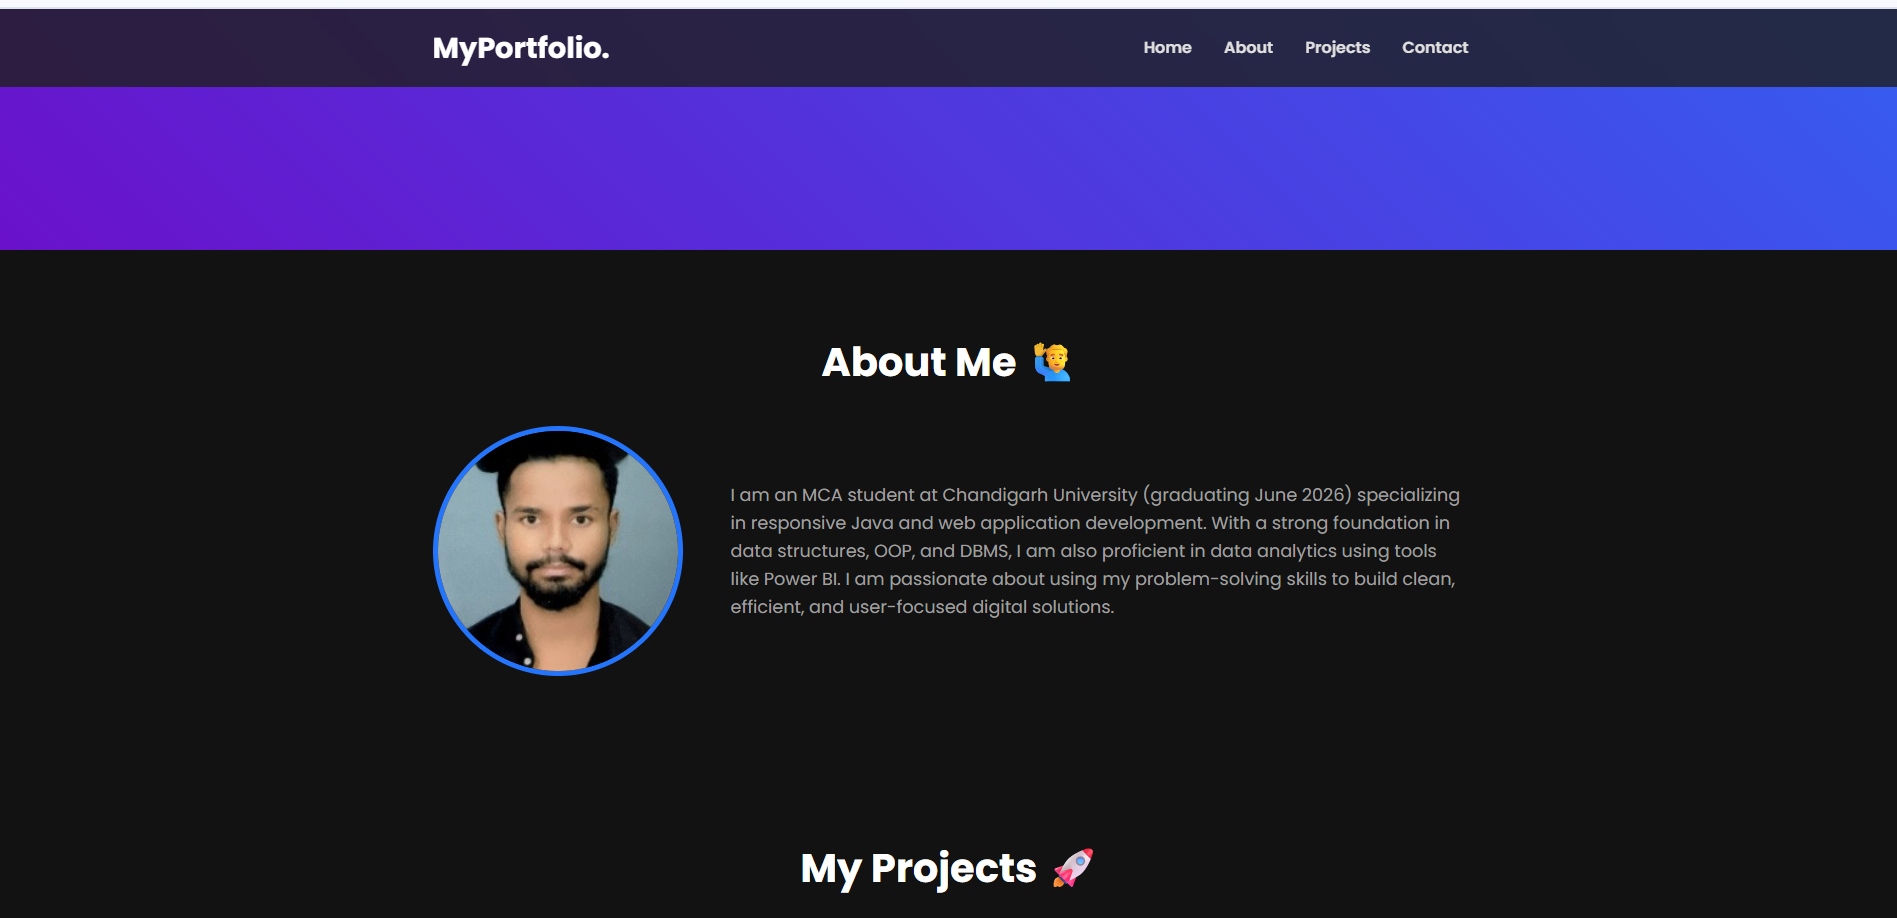 MyPortfolio.
Home About Projects Contact
About Me 🙋‍♂️
I am an MCA student at Chandigarh University (graduating June 2026) specializing
in responsive Java and web application development. With a strong foundation in
data structures, OOP, and DBMS, I am also proficient in data analytics using tools
like Power BI. I am passionate about using my problem-solving skills to build clean,
efficient, and user-focused digital solutions.
My Projects 🚀